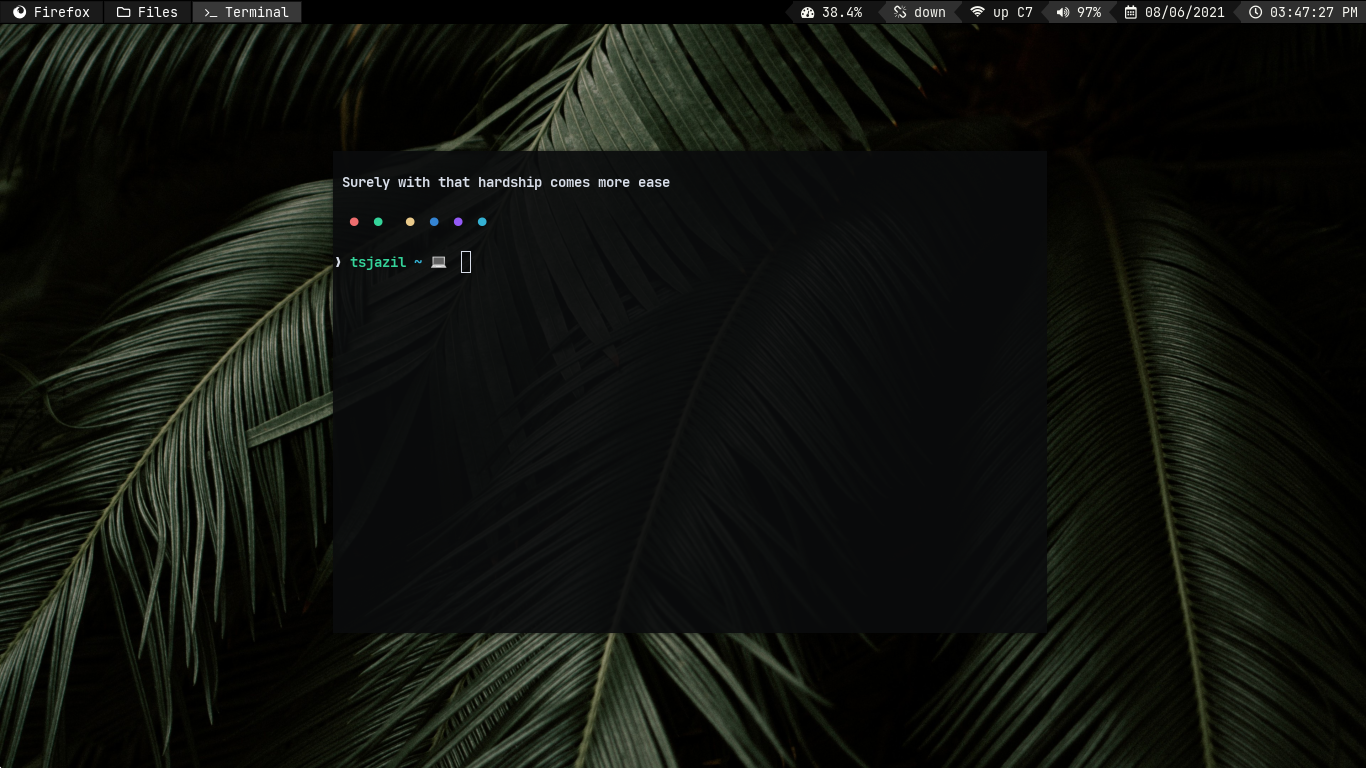 Firefox Files Terminal 38.4% down up C7 97% 08/06/2021 03:47:27 PM
Surely with that hardship comes more ease
❯ tsjazil ~ 💻